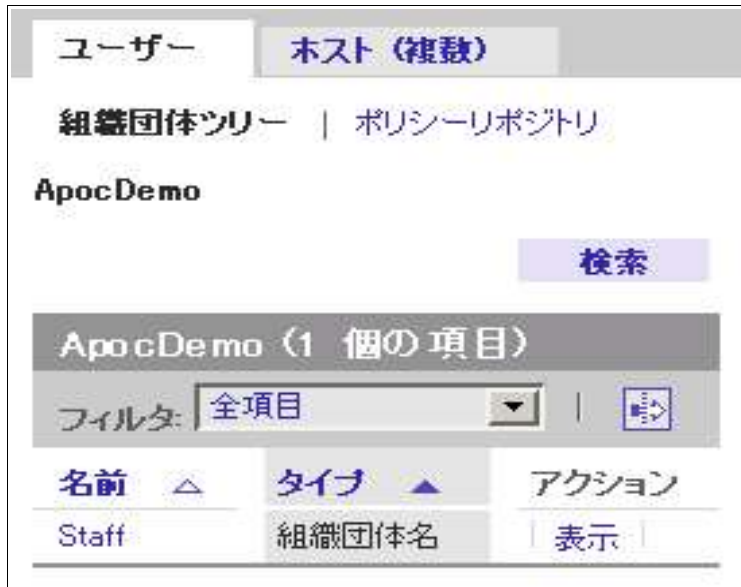 ユーザー ホスト（複数）
組織団体ツリー | ポリシーリポジトリ
ApocDemo
検索
ApocDemo（1 個の項目）
フィルタ: 全項目
名前 タイプ アクション
Staff 組織団体名 表示